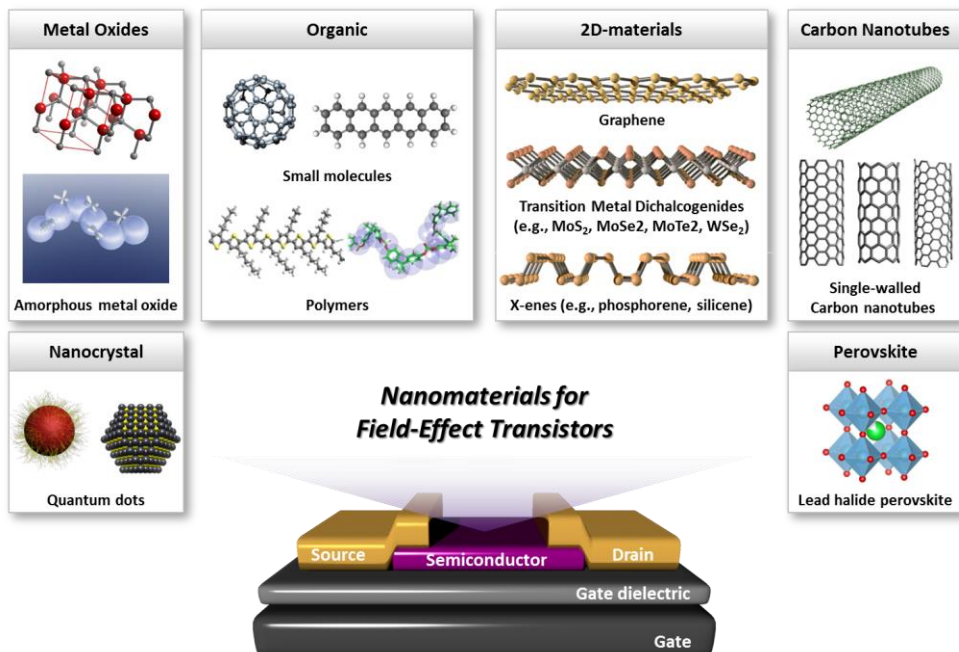 Metal Oxides
Amorphous metal oxide
Organic
Small molecules
Polymers
2D-materials
Graphene
Transition Metal Dichalcogenides
(e.g., MoS₂, MoSe2, MoTe2, WSe₂)
X-enes (e.g., phosphorene, silicene)
Carbon Nanotubes
Single-walled
Carbon nanotubes
Nanocrystal
Quantum dots
Nanomaterials for
Field-Effect Transistors
Perovskite
Lead halide perovskite
Source
Semiconductor
Drain
Gate dielectric
Gate